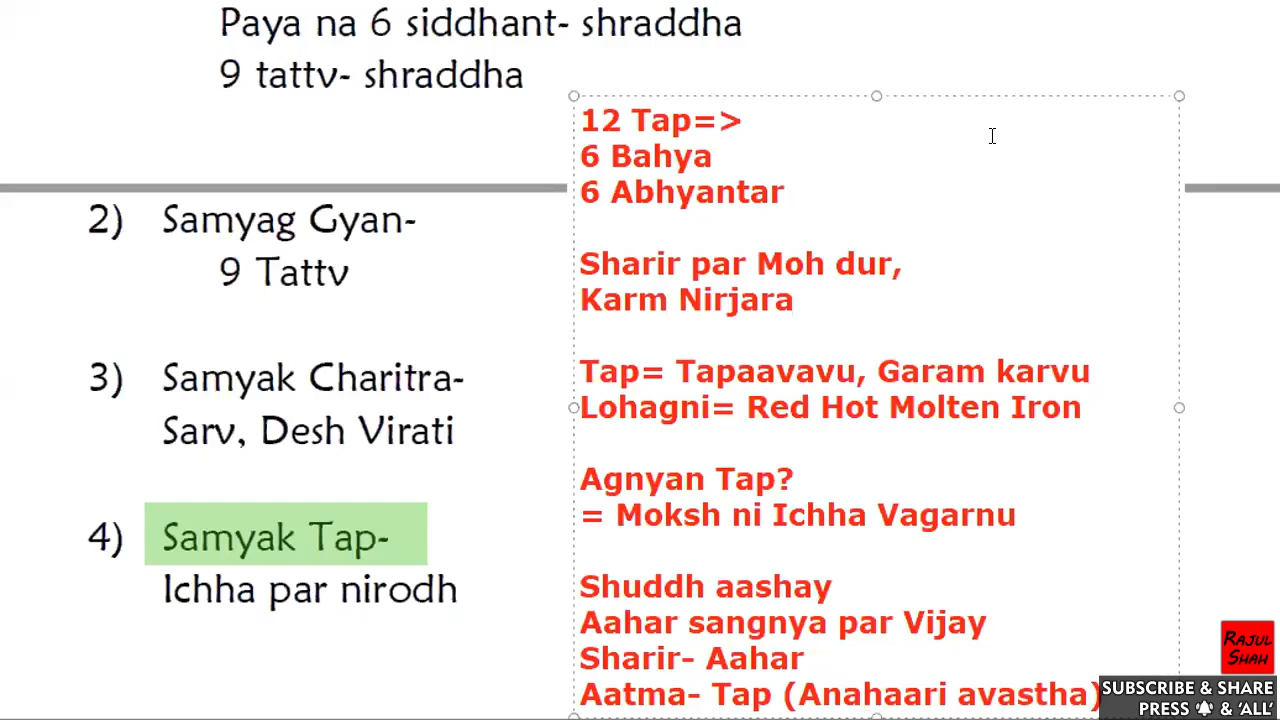 Paya na 6 siddhant- shraddha
9 tattv- shraddha
2) Samyag Gyan-
9 Tattv
3) Samyak Charitra-
Sarv, Desh Virati
4) Samyak Tap-
Ichha par nirodh
12 Tap=>
6 Bahya
6 Abhyantar
Sharir par Moh dur,
Karm Nirjara
Tap= Tapaavavu, Garam karvu
Lohagni= Red Hot Molten Iron
Agnyan Tap?
= Moksh ni Ichha Vagarnu
Shuddh aashay
Aahar sangnya par Vijay
Sharir- Aahar
Aatma- Tap (Anahaari avastha)
RAJUL
SHAH
SUBSCRIBE & SHARE
PRESS & 'ALL'